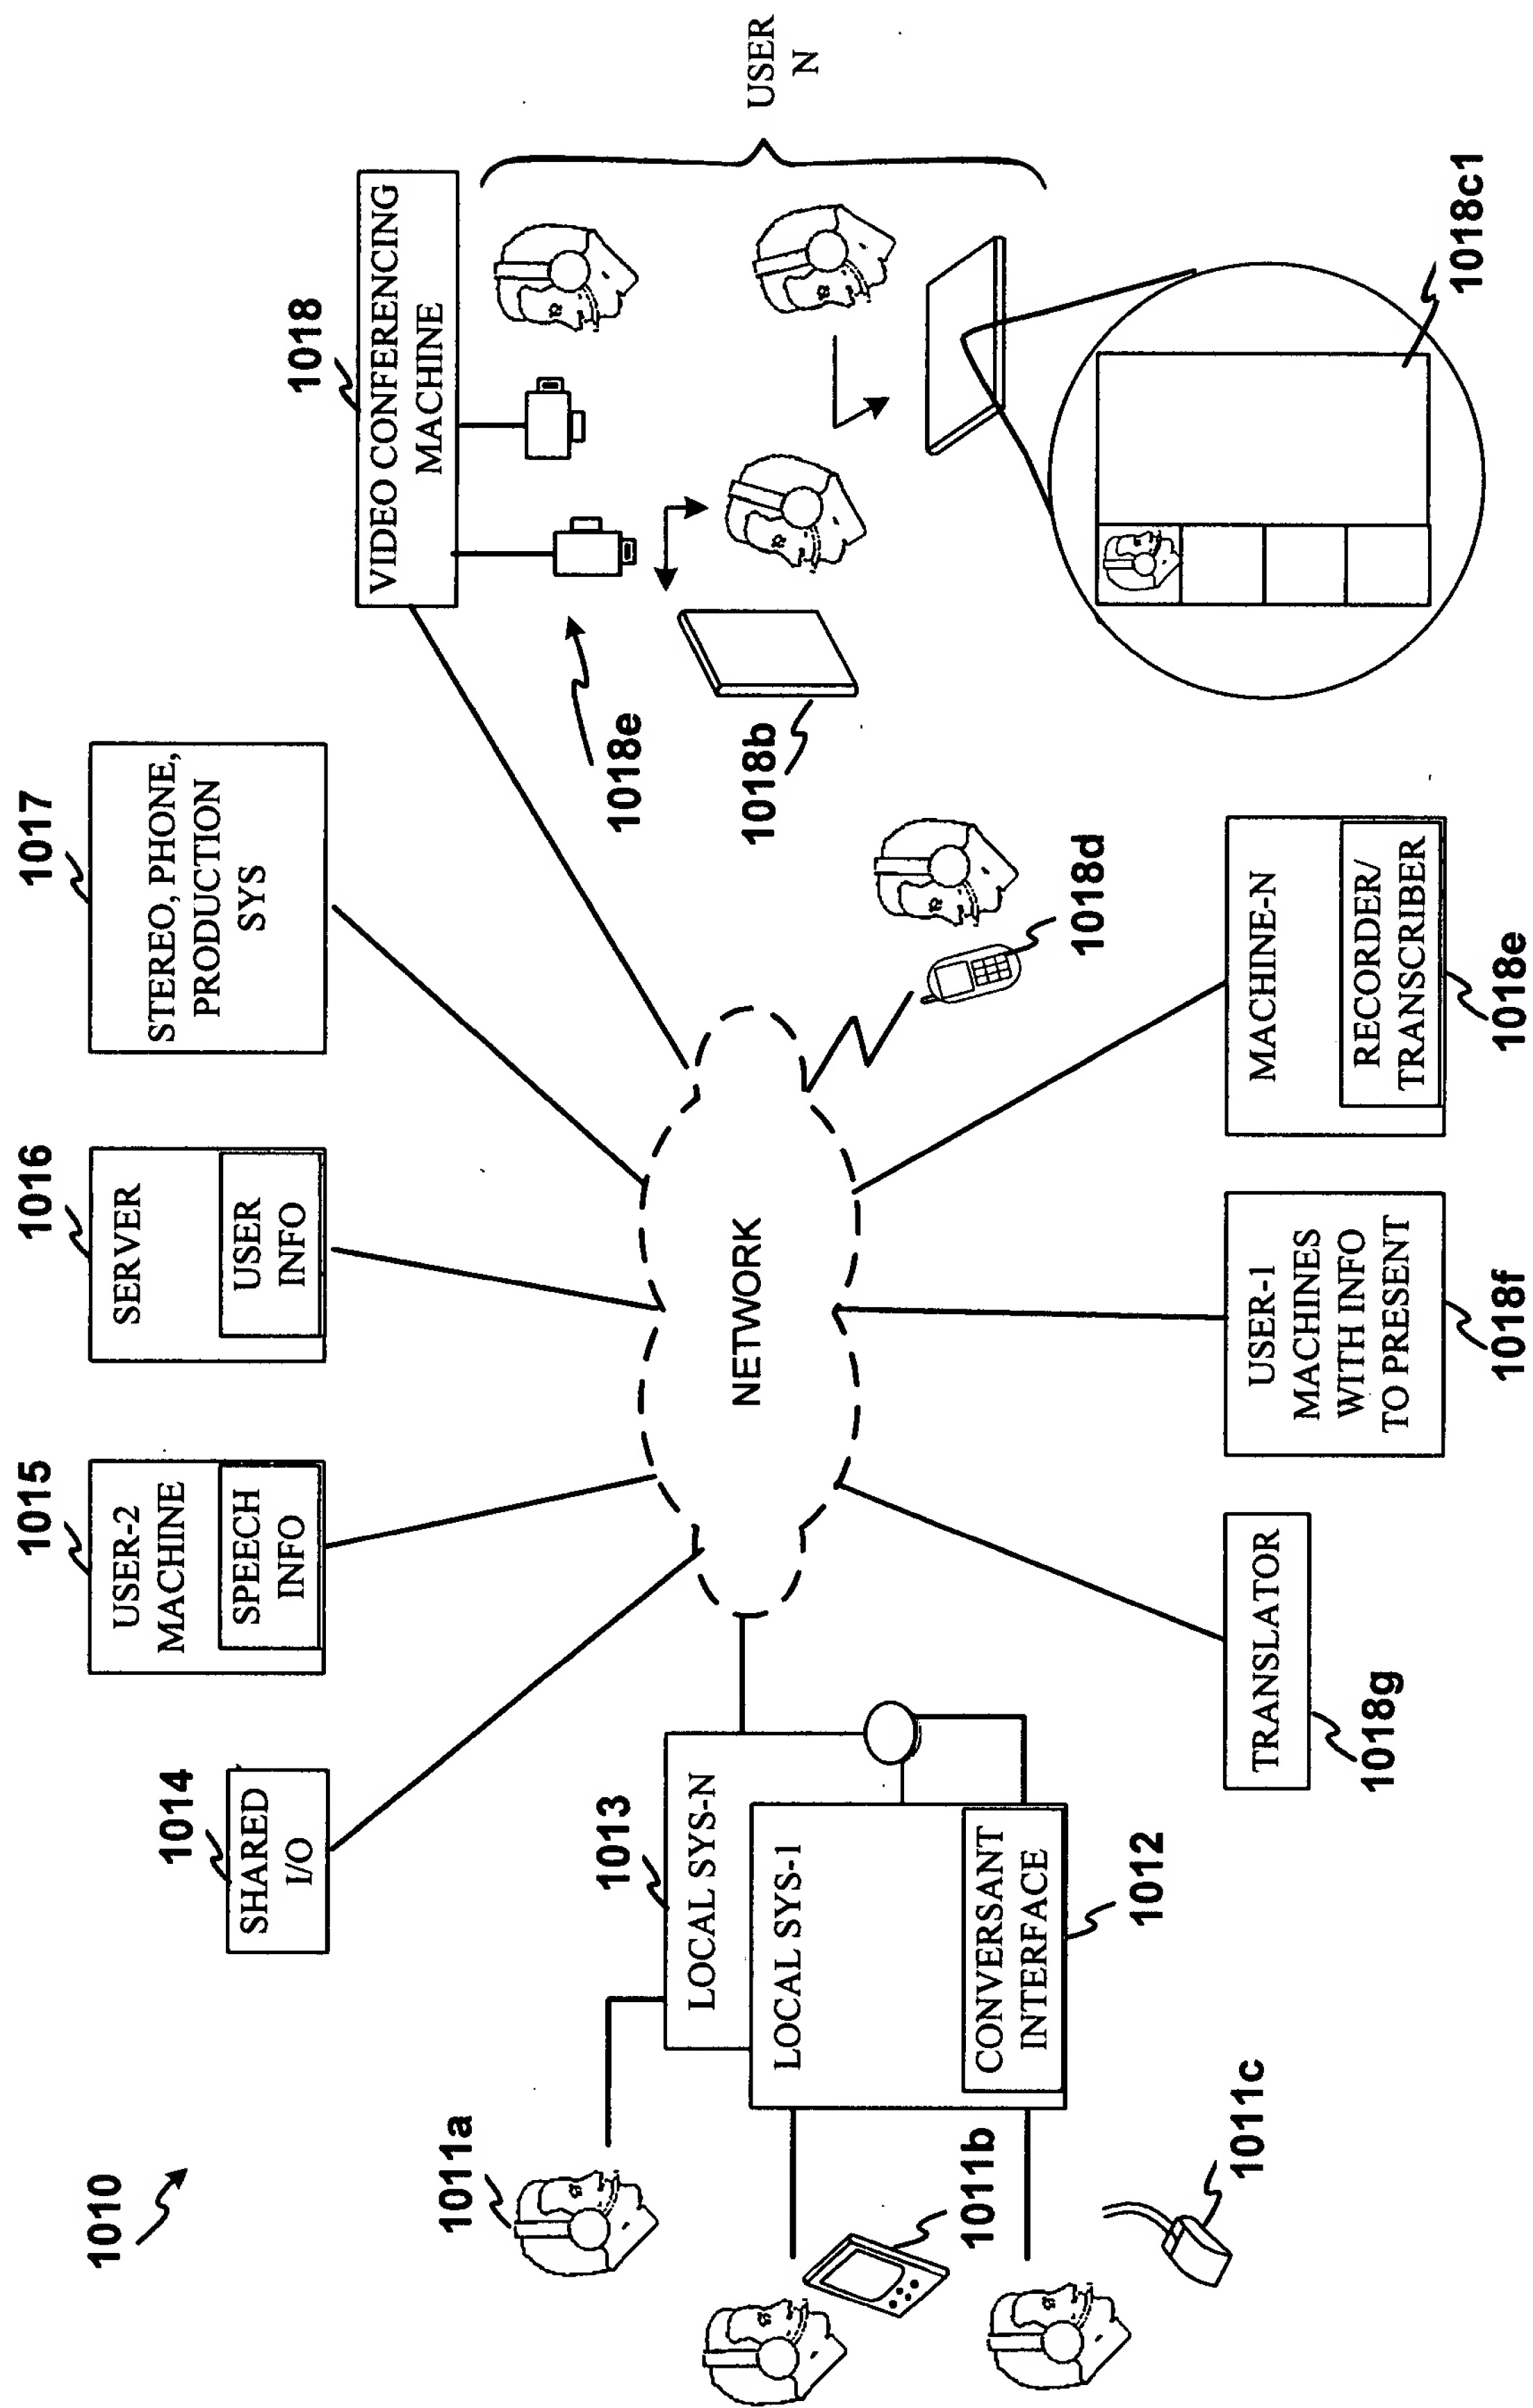 1010
1011a
1011b
1011c
LOCAL SYS-N
1013
LOCAL SYS-1
CONVERSANT
INTERFACE
1012
SHARED
I/O
1014
USER-2
MACHINE
SPEECH
INFO
1015
SERVER
USER
INFO
1016
STEREO, PHONE,
PRODUCTION
SYS
1017
NETWORK
VIDEO CONFERENCING
MACHINE
1018
1018e
1018b
USER
N
1018c1
1018d
TRANSLATOR
1018g
USER-1
MACHINES
WITH INFO
TO PRESENT
1018f
MACHINE-N
RECORDER/
TRANSCRIBER
1018e